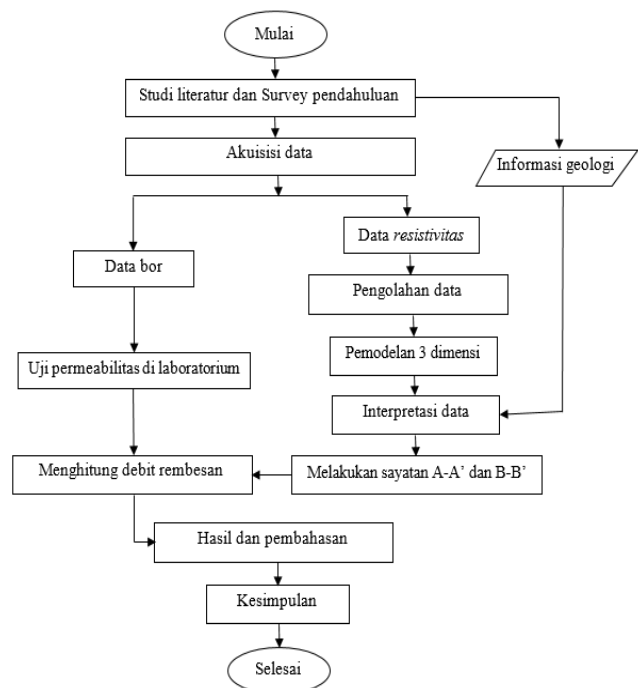 Mulai
Studi literatur dan Survey pendahuluan
Akuisisi data
Informasi geologi
Data resistivitas
Data bor
Pengolahan data
Uji permeabilitas di laboratorium
Pemodelan 3 dimensi
Interpretasi data
Menghitung debit rembesan
Melakukan sayatan A-A’ dan B-B’
Hasil dan pembahasan
Kesimpulan
Selesai